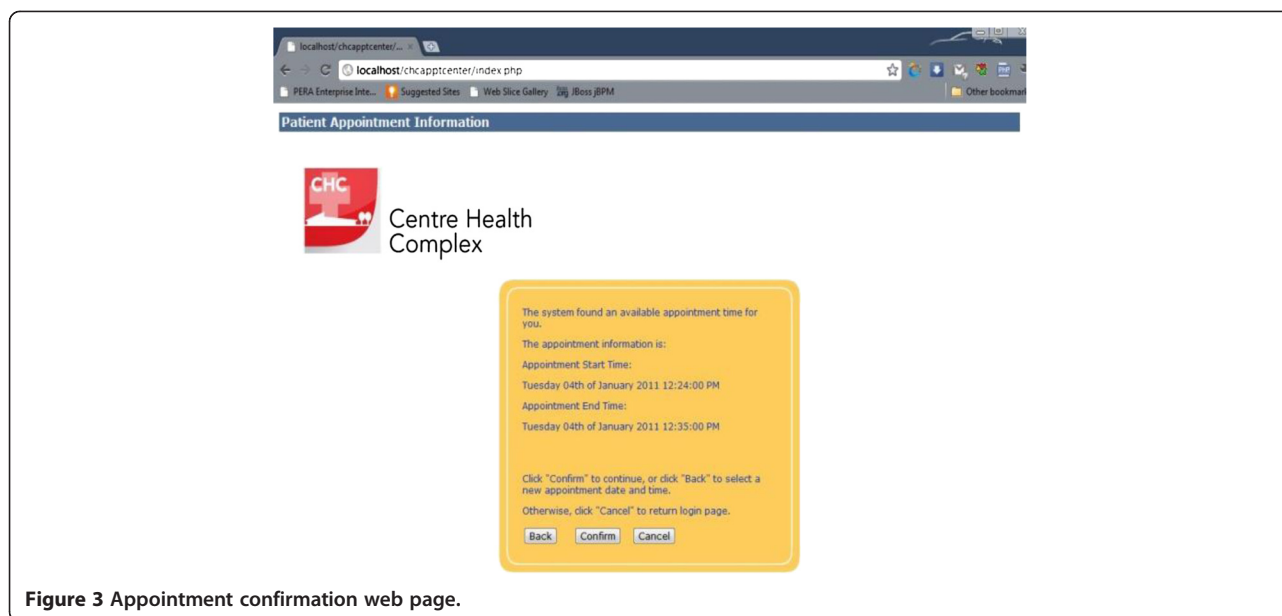 localhost/chcapptcenter/... ×
localhost/chcapptcenter/index php
PERA Enterprise Inte... Suggested Sites Web Slice Gallery JBoss jBPM Other bookmar
Patient Appointment Information
CHC
Centre Health
Complex
The system found an available appointment time for
you.
The appointment information is:
Appointment Start Time:
Tuesday 04th of January 2011 12:24:00 PM
Appointment End Time:
Tuesday 04th of January 2011 12:35:00 PM
Click "Confirm" to continue, or click "Back" to select a
new appointment date and time.
Otherwise, click "Cancel" to return login page.
Back Confirm Cancel
Figure 3 Appointment confirmation web page.